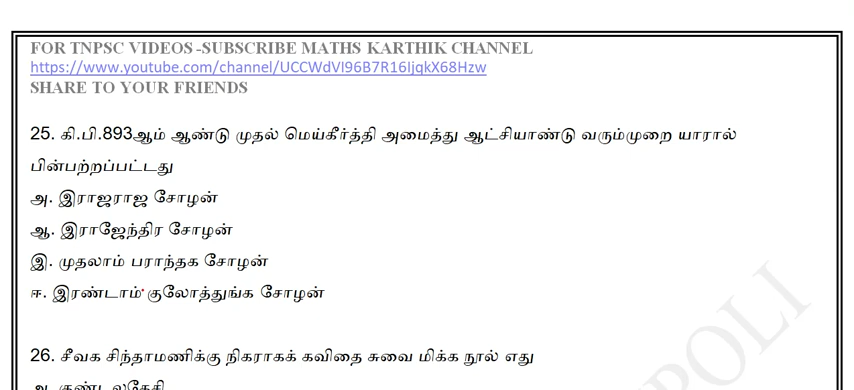 FOR TNPSC VIDEOS -SUBSCRIBE MATHS KARTHIK CHANNEL
https://www.youtube.com/channel/UCCWdVI96B7R16IjqkX68Hzw
SHARE TO YOUR FRIENDS
25. கி.பி.893ஆம் ஆண்டு முதல் மெய்கீர்த்தி அமைத்து ஆட்சியாண்டு வரும்முறை யாரால்
பின்பற்றப்பட்டது
அ. இராஜராஜ சோழன்
ஆ. இராஜேந்திர சோழன்
இ. முதலாம் பராந்தக சோழன்
ஈ. இரண்டாம் குலோத்துங்க சோழன்
26. சீவக சிந்தாமணிக்கு நிகராகக் கவிதை சுவை மிக்க நூல் எது
அ. குண்டலகேசி